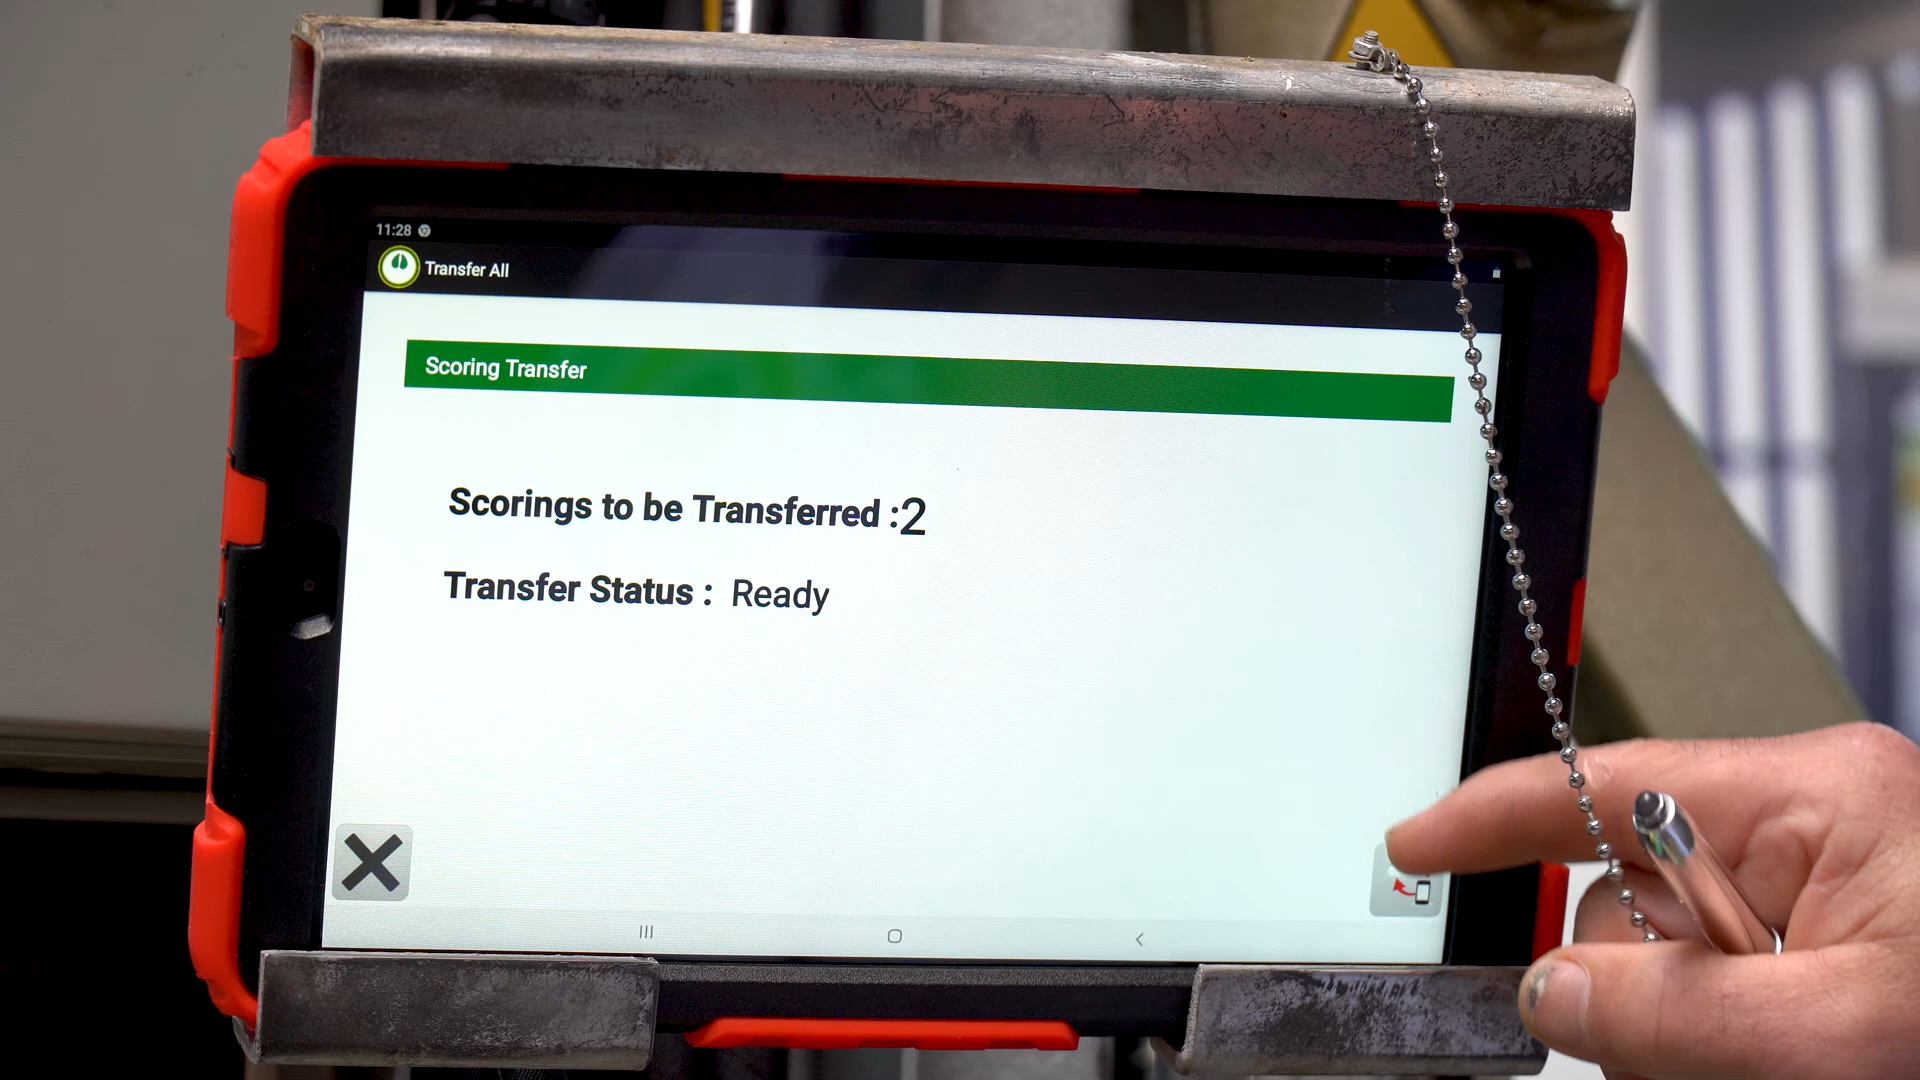 11:28
Transfer All
Scoring Transfer
Scorings to be Transferred :2
Transfer Status : Ready